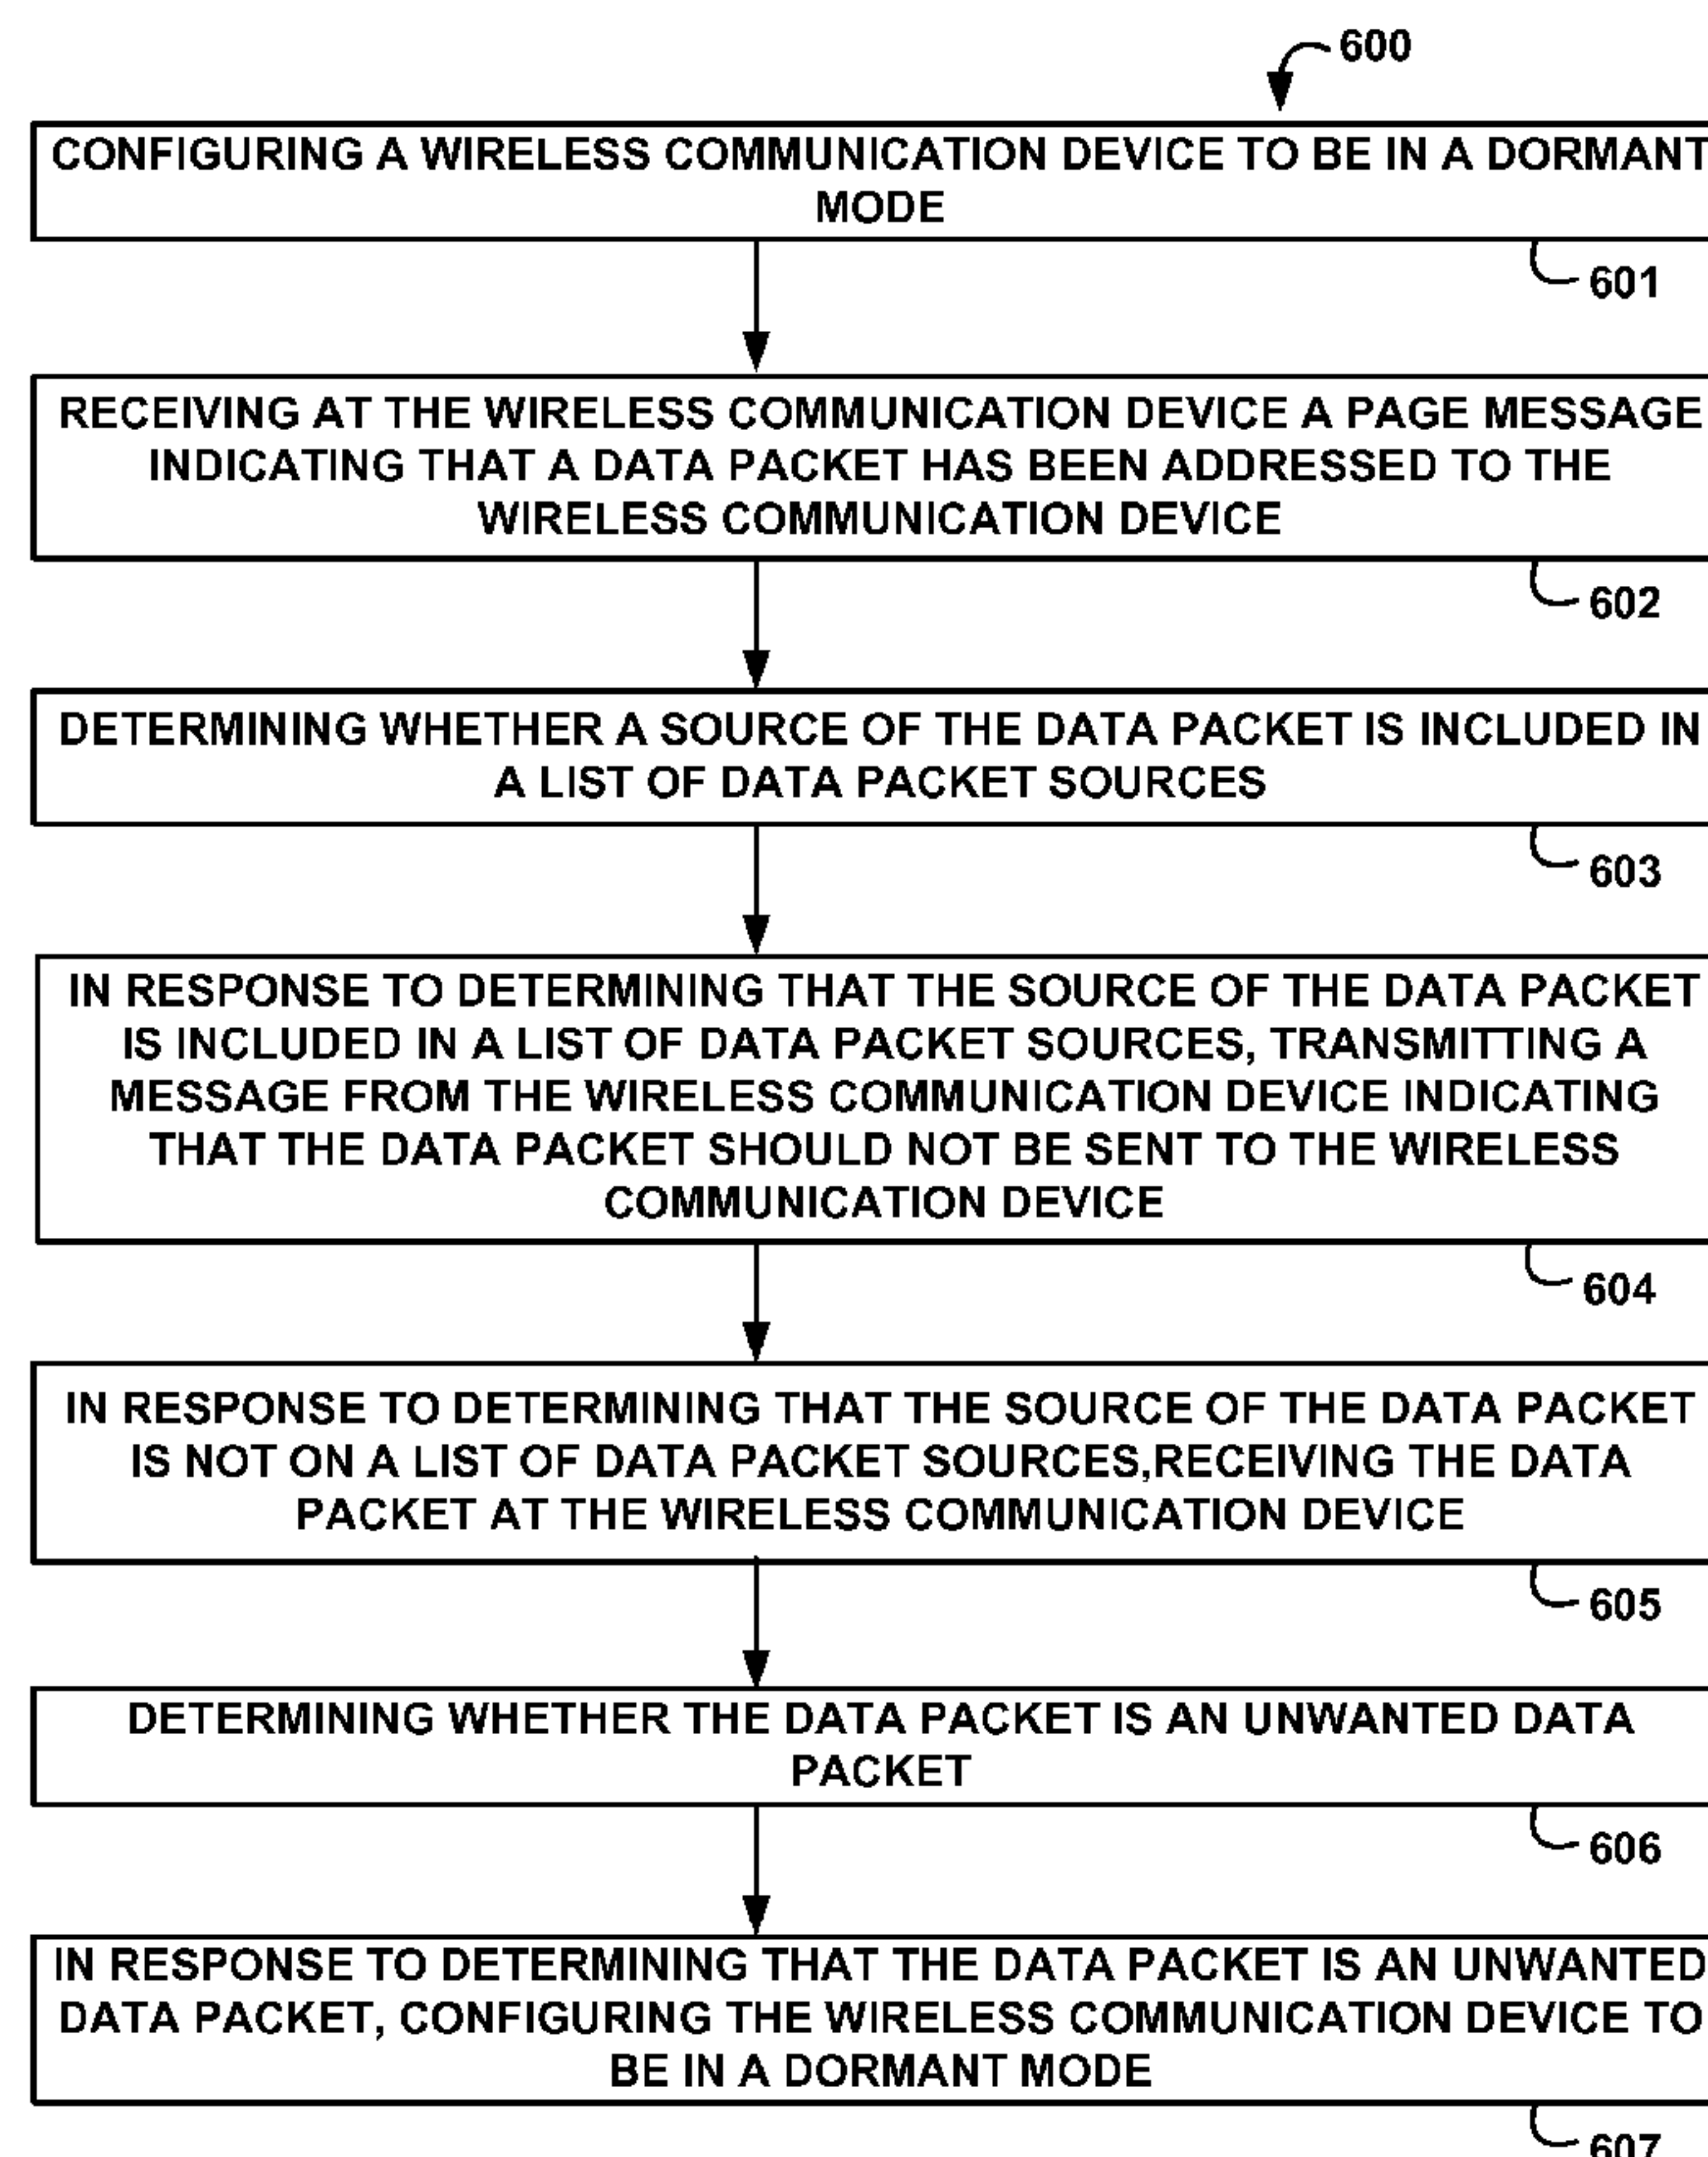 600
CONFIGURING A WIRELESS COMMUNICATION DEVICE TO BE IN A DORMANT
MODE
601
RECEIVING AT THE WIRELESS COMMUNICATION DEVICE A PAGE MESSAGE
INDICATING THAT A DATA PACKET HAS BEEN ADDRESSED TO THE
WIRELESS COMMUNICATION DEVICE
602
DETERMINING WHETHER A SOURCE OF THE DATA PACKET IS INCLUDED IN
A LIST OF DATA PACKET SOURCES
603
IN RESPONSE TO DETERMINING THAT THE SOURCE OF THE DATA PACKET
IS INCLUDED IN A LIST OF DATA PACKET SOURCES, TRANSMITTING A
MESSAGE FROM THE WIRELESS COMMUNICATION DEVICE INDICATING
THAT THE DATA PACKET SHOULD NOT BE SENT TO THE WIRELESS
COMMUNICATION DEVICE
604
IN RESPONSE TO DETERMINING THAT THE SOURCE OF THE DATA PACKET
IS NOT ON A LIST OF DATA PACKET SOURCES,RECEIVING THE DATA
PACKET AT THE WIRELESS COMMUNICATION DEVICE
605
DETERMINING WHETHER THE DATA PACKET IS AN UNWANTED DATA
PACKET
606
IN RESPONSE TO DETERMINING THAT THE DATA PACKET IS AN UNWANTED
DATA PACKET, CONFIGURING THE WIRELESS COMMUNICATION DEVICE TO
BE IN A DORMANT MODE
607